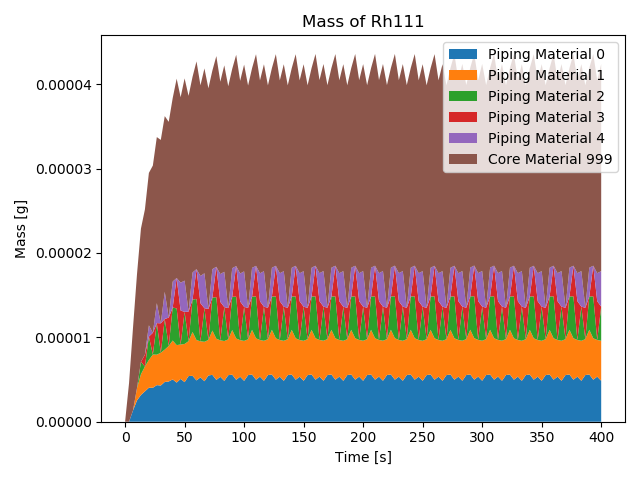 Mass of Rh111
Piping Material 0
Piping Material 1
Piping Material 2
Piping Material 3
Piping Material 4
Core Material 999
Mass [g]
0.00004
0.00003
0.00002
0.00001
0.00000
0 50 100 150 200 250 300 350 400
Time [s]